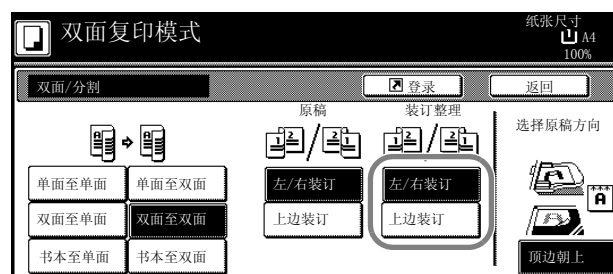 双面复印模式
纸张尺寸
A4
100%
双面/分割
登录
返回
原稿
装订整理
选择原稿方向
单面至单面
单面至双面
左/右装订
左/右装订
双面至单面
双面至双面
上边装订
上边装订
书本至单面
书本至双面
顶边朝上